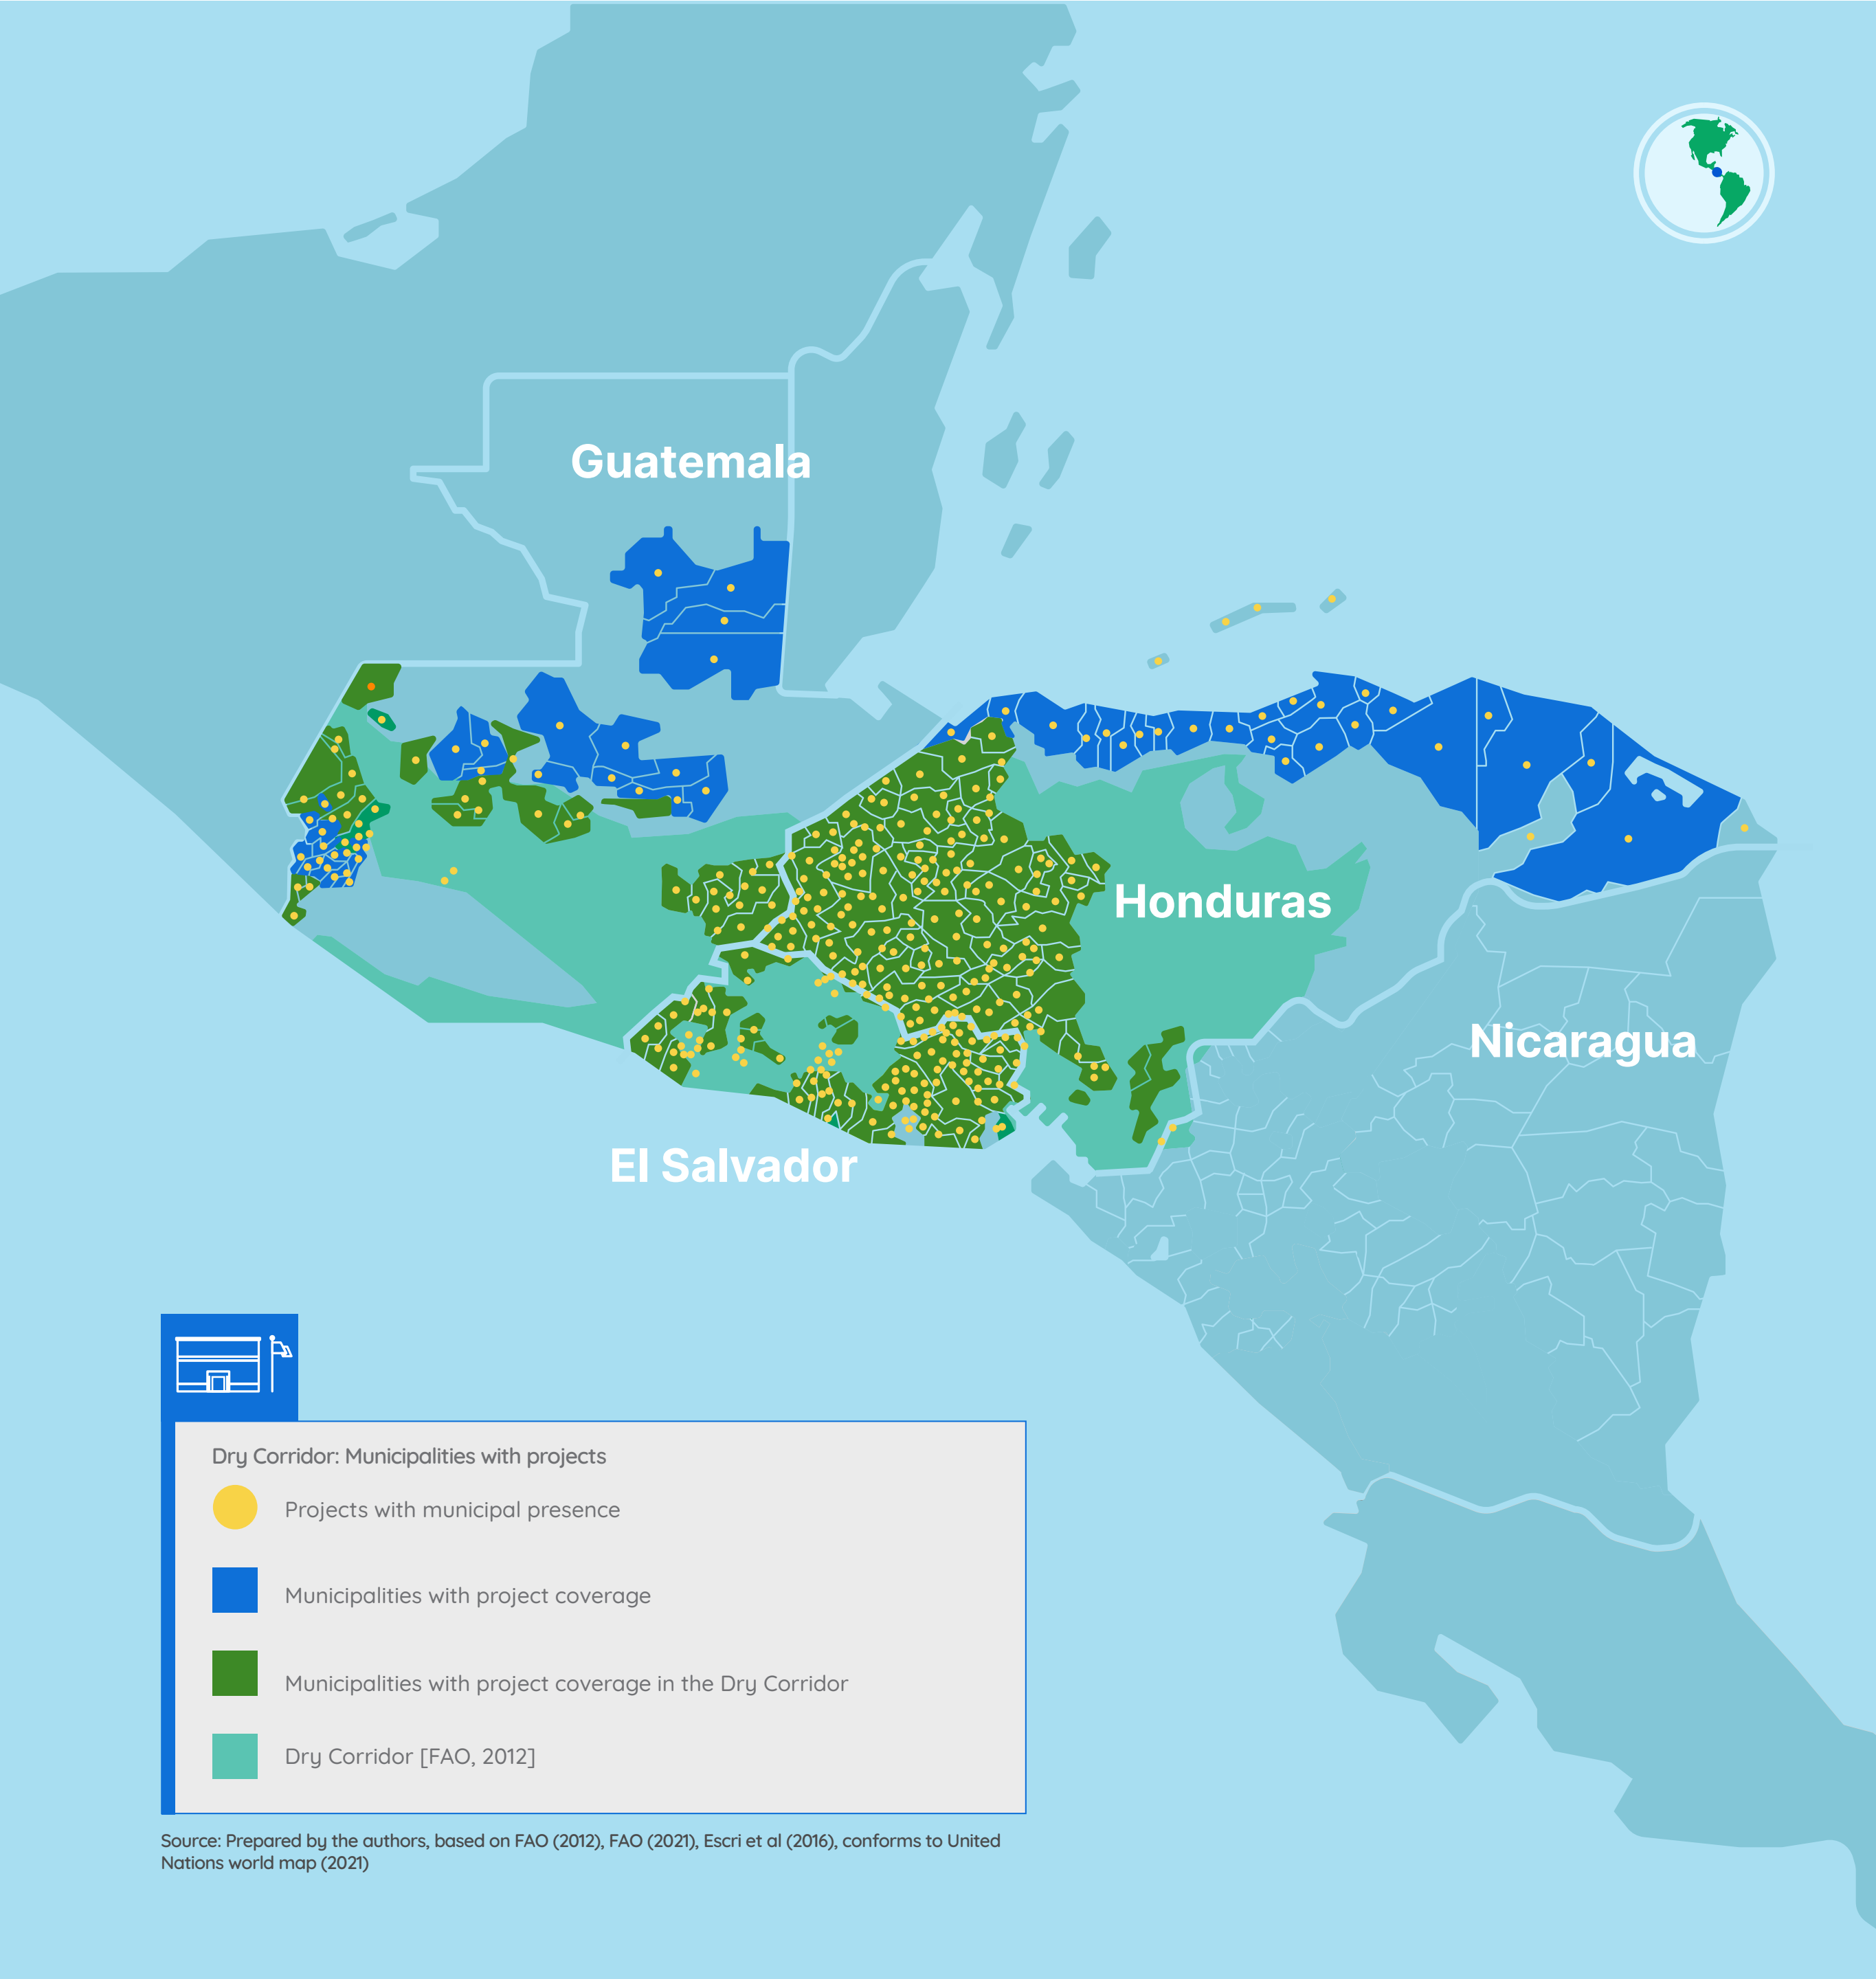 Guatemala
Honduras
Nicaragua
El Salvador
Dry Corridor: Municipalities with projects
Projects with municipal presence
Municipalities with project coverage
Municipalities with project coverage in the Dry Corridor
Dry Corridor [FAO, 2012]
Source: Prepared by the authors, based on FAO (2012), FAO (2021), Escri et al (2016), conforms to United
Nations world map (2021)